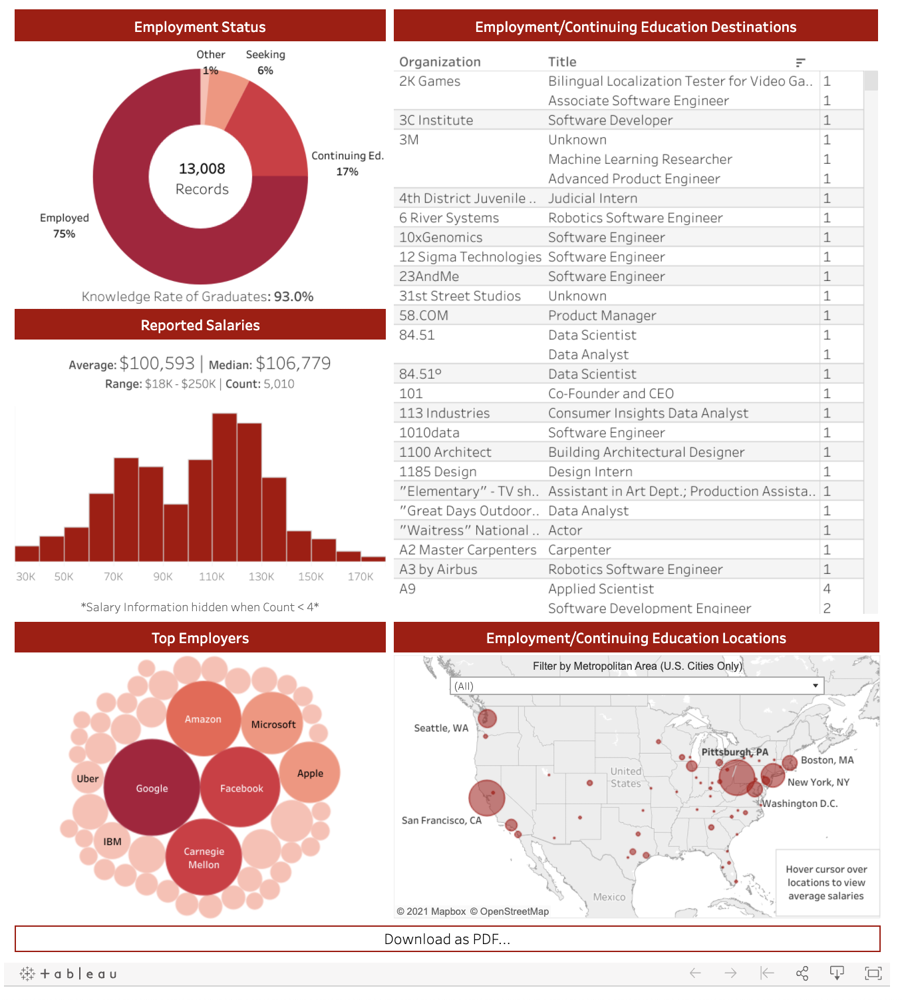 Employment Status
Other
1%
Seeking
6%
Continuing Ed.
17%
13,008
Records
Employed
75%
Knowledge Rate of Graduates: 93.0%
Reported Salaries
Average: $100,593 | Median: $106,779
Range: $18K - $250K | Count: 5,010
30K 50K 70K 90K 110K 130K 150K 170K
*Salary Information hidden when Count < 4*
Employment/Continuing Education Destinations
Organization Title
2K Games Bilingual Localization Tester for Video Ga.. 1
Associate Software Engineer 1
3C Institute Software Developer 1
3M Unknown 1
Machine Learning Researcher 1
Advanced Product Engineer 1
4th District Juvenile .. Judicial Intern 1
6 River Systems Robotics Software Engineer 1
10xGenomics Software Engineer 1
12 Sigma Technologies Software Engineer 1
23AndMe Software Engineer 1
31st Street Studios Unknown 1
58.COM Product Manager 1
84.51 Data Scientist 1
Data Analyst 1
84.51º Data Scientist 1
101 Co-Founder and CEO 1
113 Industries Consumer Insights Data Analyst 1
1010data Software Engineer 1
1100 Architect Building Architectural Designer 1
1185 Design Design Intern 1
"Elementary" - TV sh.. Assistant in Art Dept.; Production Assista.. 1
"Great Days Outdoor.. Data Analyst 1
"Waitress" National .. Actor 1
A2 Master Carpenters Carpenter 1
A3 by Airbus Robotics Software Engineer 1
A9 Applied Scientist 4
Software Development Engineer 2
Top Employers
Amazon
Microsoft
Uber
Google
Facebook
Apple
IBM
Carnegie
Mellon
Employment/Continuing Education Locations
Filter by Metropolitan Area (U.S. Cities Only)
(All)
Seattle, WA
Pittsburgh, PA
Boston, MA
United
States
New York, NY
Washington D.C.
San Francisco, CA
Mexico
Hover cursor over
locations to view
average salaries
© 2021 Mapbox © OpenStreetMap
Download as PDF...
+ableau